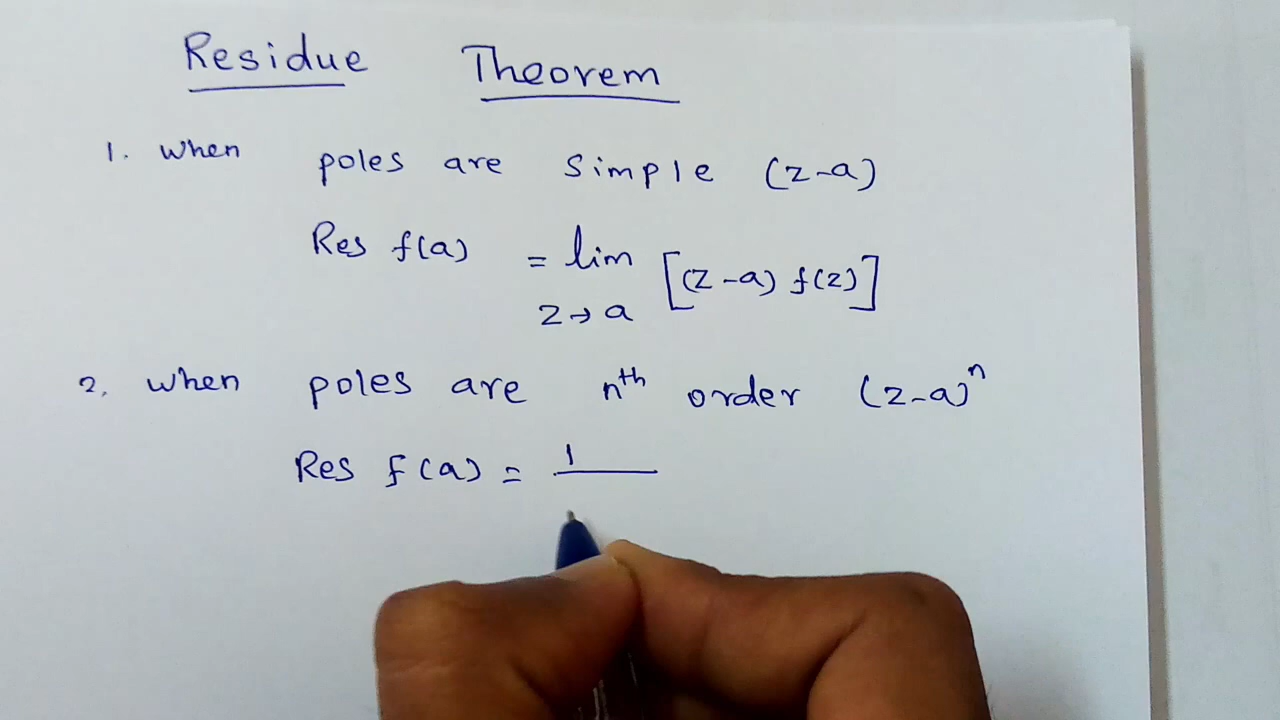 Residue Theorem
1. When poles are simple (z-a)
Res f(a) = lim [(z-a) f(z)]
z→a
2. When poles are nth order (z-a)^n
Res f(a) = 1/